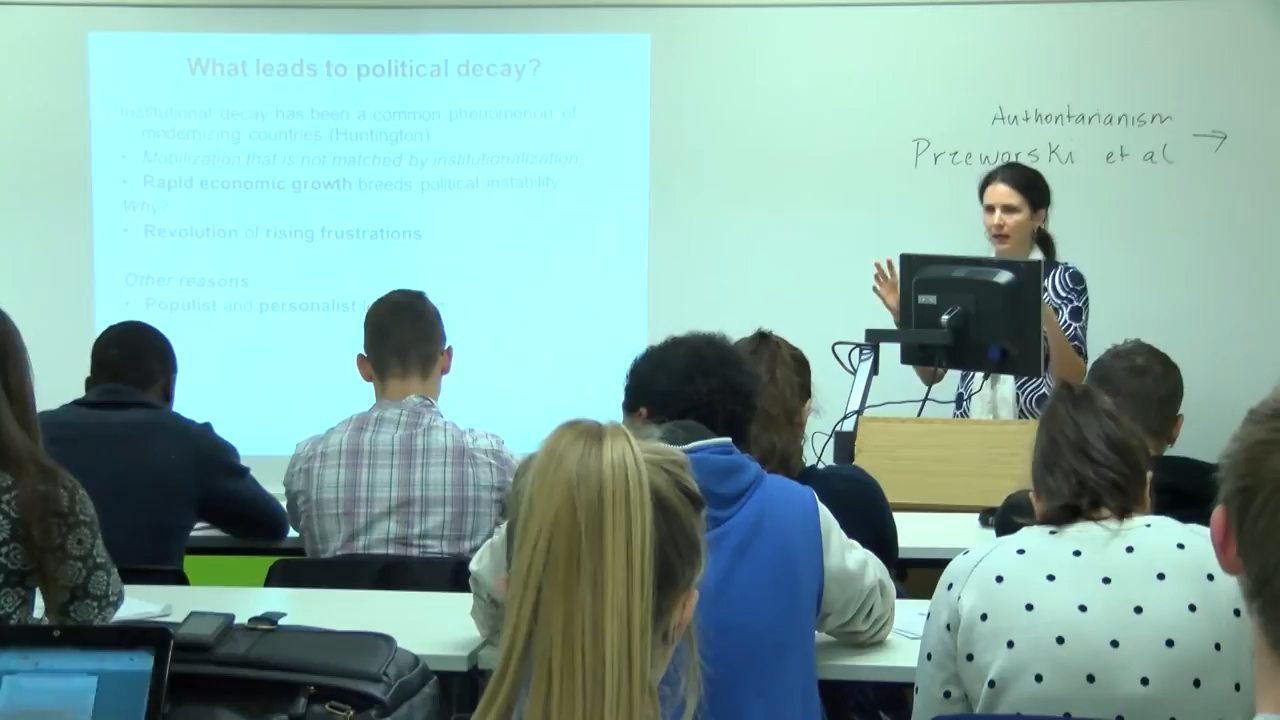 What leads to political decay?
Institutional decay has been a common phenomenon of
modernizing countries (Huntington)
• Mobilization that is not matched by institutionalization
• Rapid economic growth breeds political instability
Why?
• Revolution of rising frustrations
Other reasons
• Populist and personalist
Authoritarianism →
Przeworski et al